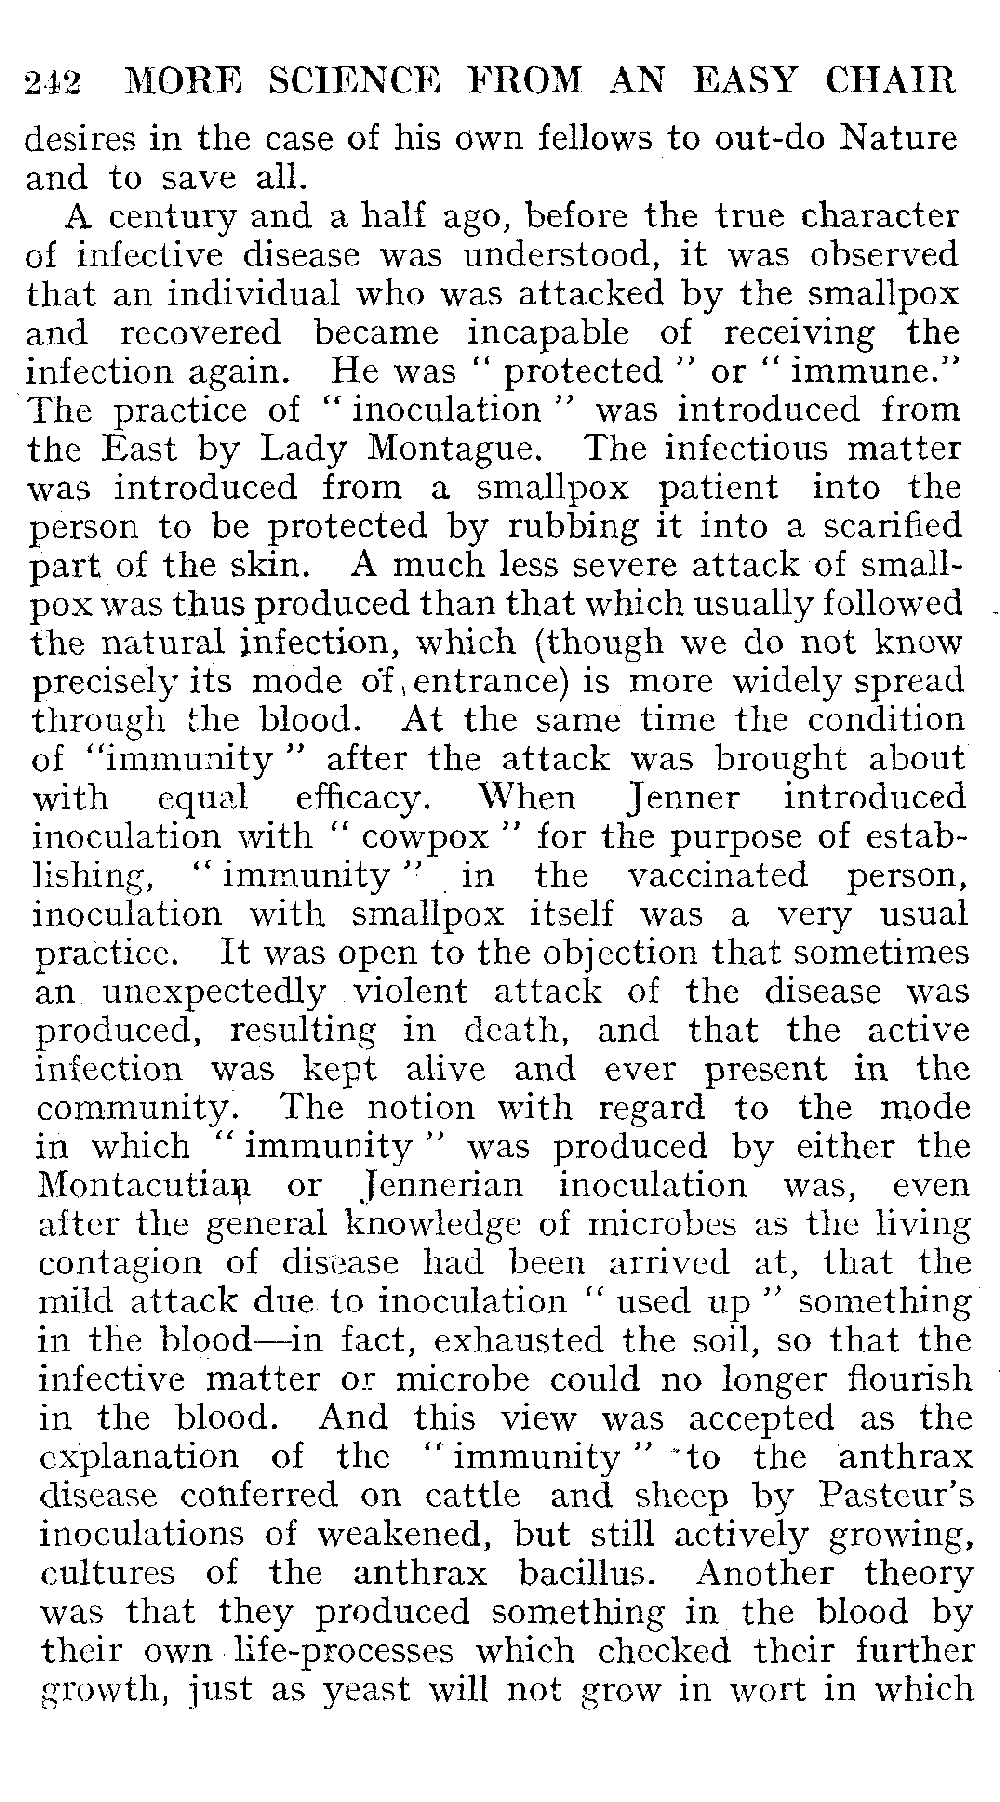 242 MORE SCIENCE FROM AN EASY CHAIR
desires in the case of his own fellows to out-do Nature
and to save all.
A century and a half ago, before the true character
of infective disease was understood, it was observed
that an individual who was attacked by the smallpox
and recovered became incapable of receiving the
infection again. He was " protected " or " immune."
The practice of " inoculation " was introduced from
the East by Lady Montague. The infectious matter
was introduced from a smallpox patient into the
person to be protected by rubbing it into a scarified
part of the skin. A much less severe attack of small-
pox was thus produced than that which usually followed
the natural infection, which (though we do not know
precisely its mode of entrance) is more widely spread
through the blood. At the same time the condition
of "immunity " after the attack was brought about
with equal efficacy. When Jenner introduced
inoculation with " cowpox " for the purpose of estab-
lishing, " immunity " in the vaccinated person,
inoculation with smallpox itself was a very usual
practice. It was open to the objection that sometimes
an unexpectedly violent attack of the disease was
produced, resulting in death, and that the active
infection was kept alive and ever present in the
community. The notion with regard to the mode
in which " immunity " was produced by either the
Montacutian or Jennerian inoculation was, even
after the general knowledge of microbes as the living
contagion of disease had been arrived at, that the
mild attack due to inoculation " used up " something
in the blood—in fact, exhausted the soil, so that the
infective matter or microbe could no longer flourish
in the blood. And this view was accepted as the
explanation of the " immunity " to the anthrax
disease conferred on cattle and sheep by Pasteur's
inoculations of weakened, but still actively growing,
cultures of the anthrax bacillus. Another theory
was that they produced something in the blood by
their own life-processes which checked their further
growth, just as yeast will not grow in wort in which